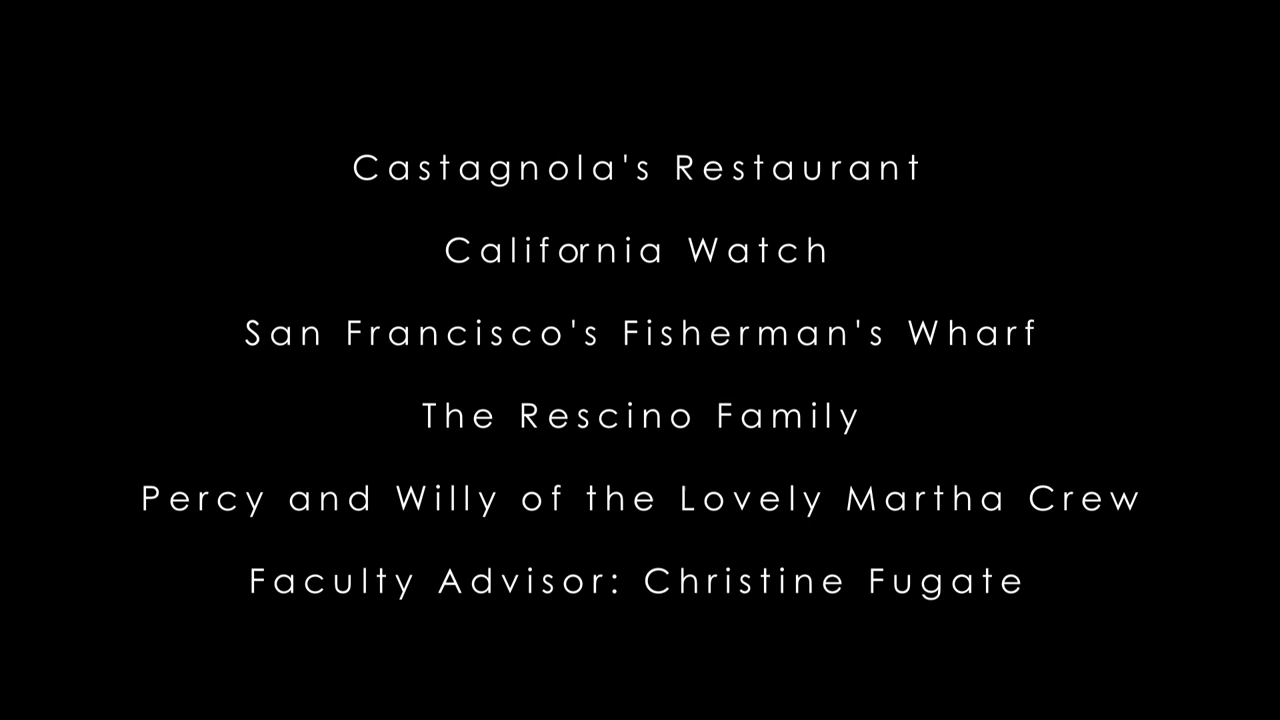 Castagnola's Restaurant
California Watch
San Francisco's Fisherman's Wharf
The Rescino Family
Percy and Willy of the Lovely Martha Crew
Faculty Advisor: Christine Fugate